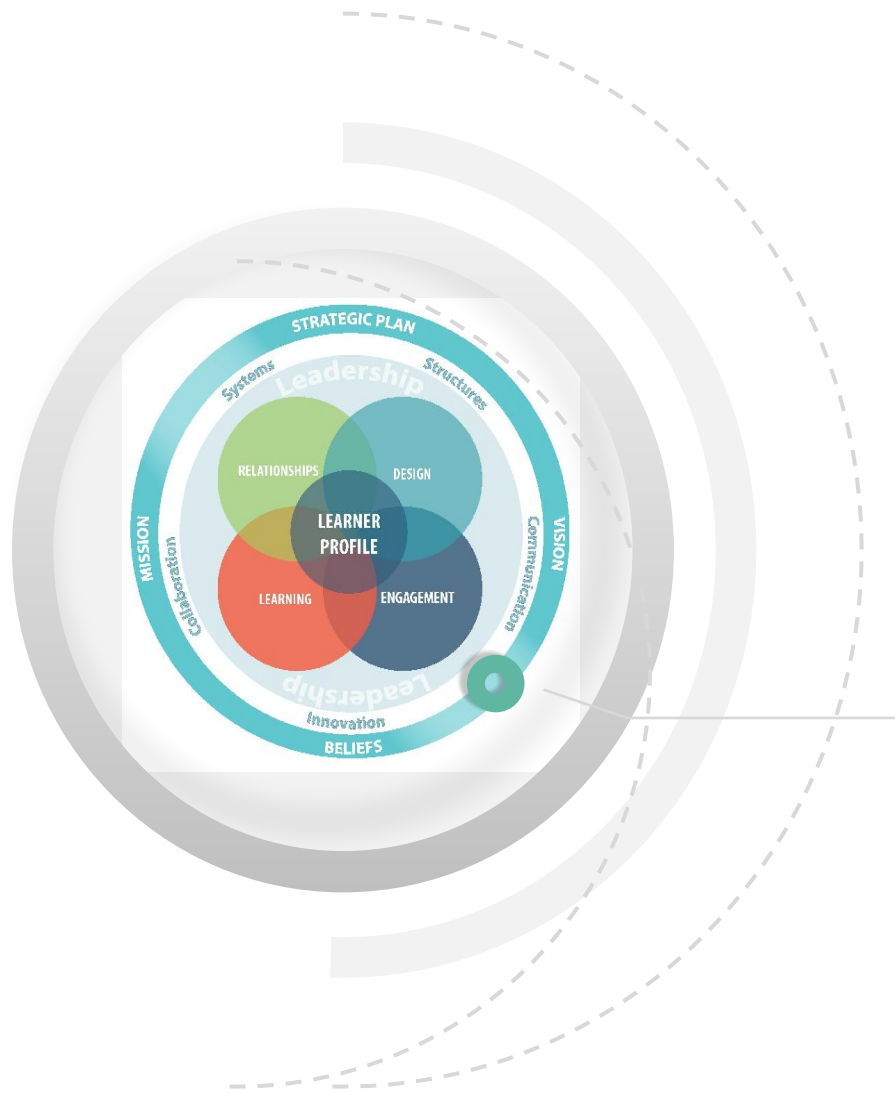 STRATEGIC PLAN
Systems
Structures
Leadership
RELATIONSHIPS
DESIGN
LEARNER
PROFILE
MISSION
VISION
Collaboration
Communication
LEARNING
ENGAGEMENT
Leadership
Innovation
BELIEFS